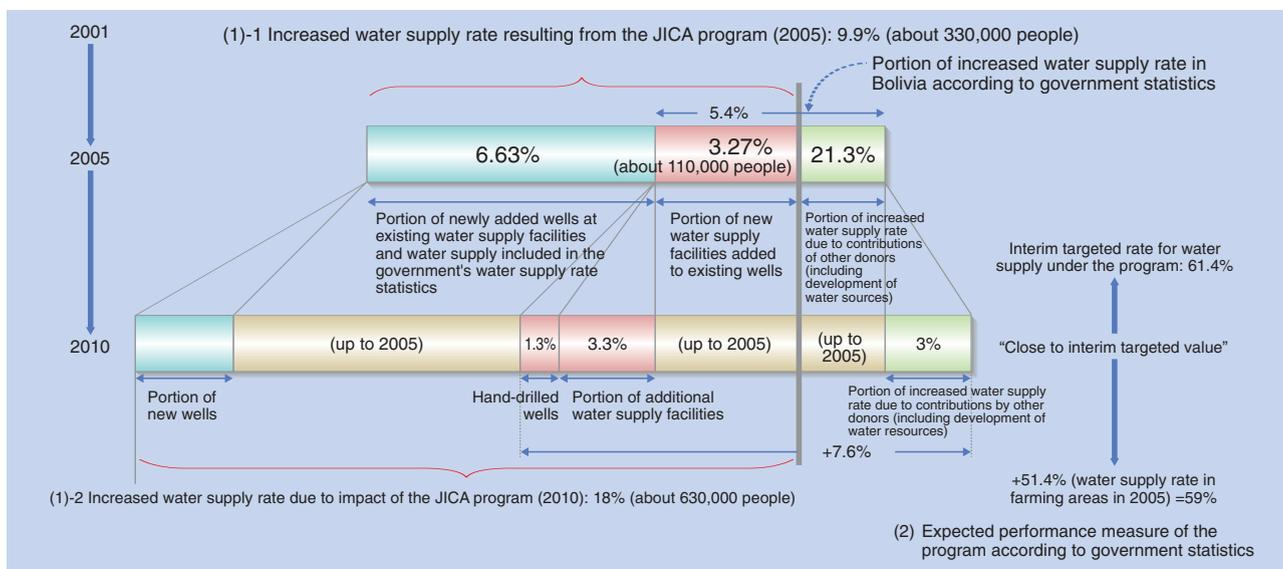 2001
(1)-1 Increased water supply rate resulting from the JICA program (2005): 9.9% (about 330,000 people)
Portion of increased water supply rate in
Bolivia according to government statistics
5.4%
2005
6.63%
3.27%
(about 110,000 people)
21.3%
Portion of newly added wells at
existing water supply facilities
and water supply included in the
government's water supply rate
statistics
Portion of new
water supply
facilities added
to existing wells
Portion of increased
water supply rate
due to contributions
of other donors
(including
development of
water sources)
Interim targeted rate for water
supply under the program: 61.4%
2010
(up to 2005)
1.3%
3.3%
(up to 2005)
(up to
2005)
3%
“Close to interim targeted value”
Portion of
new wells
Hand-drilled
wells
Portion of additional
water supply facilities
Portion of increased water supply
rate due to contributions by other
donors (including development of
water resources)
+7.6%
+51.4% (water supply rate in
farming areas in 2005) =59%
(1)-2 Increased water supply rate due to impact of the JICA program (2010): 18% (about 630,000 people)
(2) Expected performance measure of the
program according to government statistics